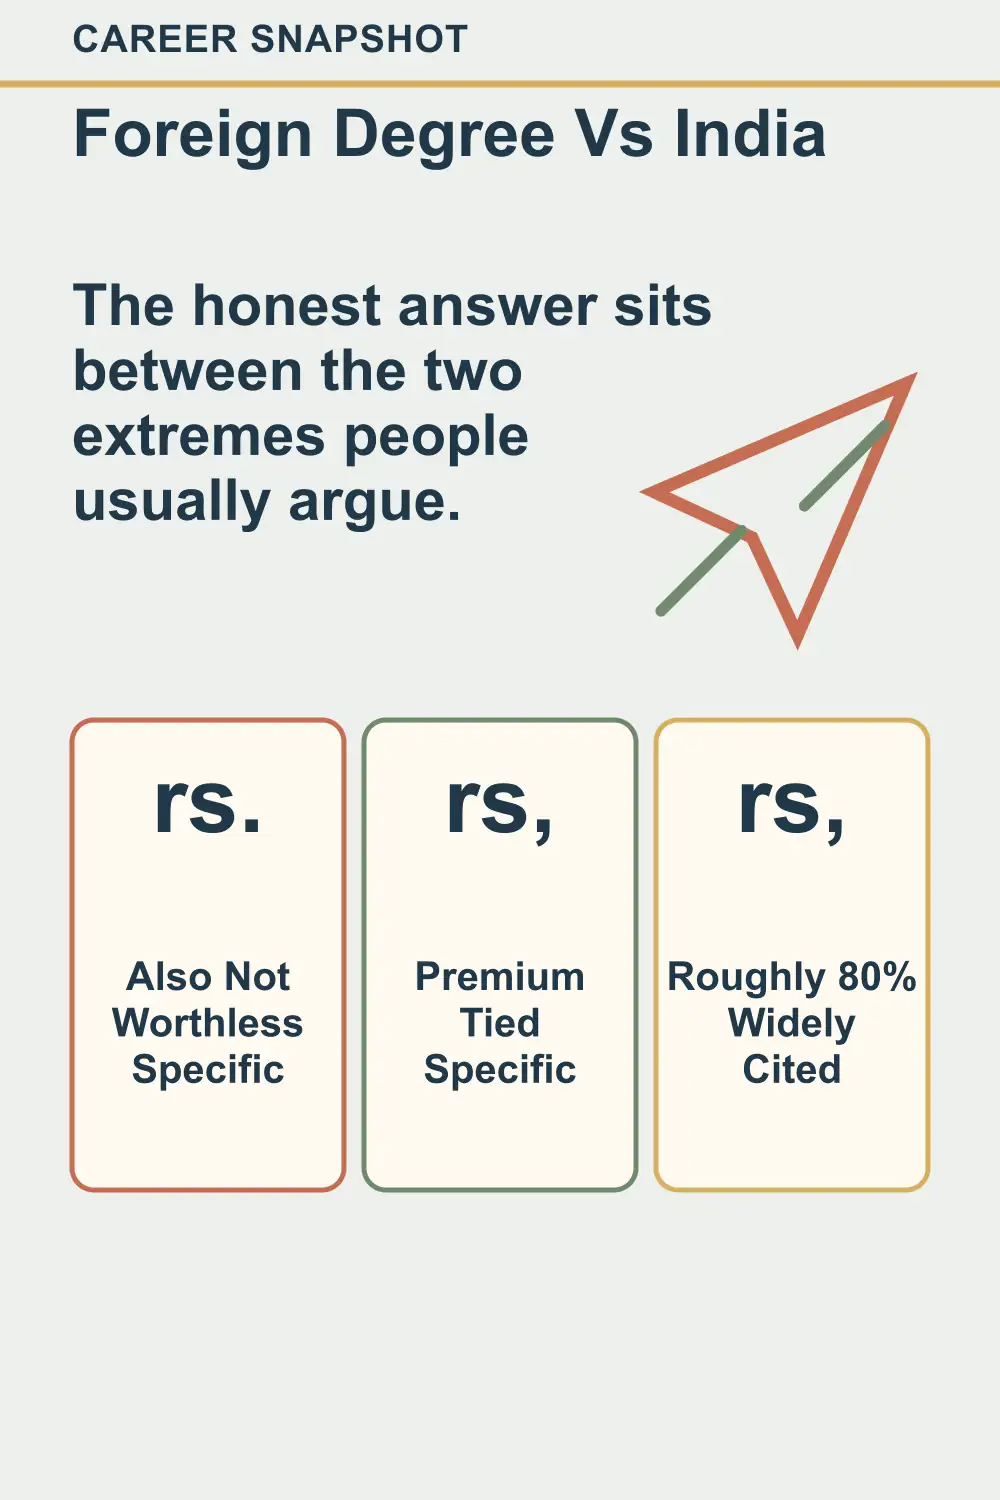 CAREER SNAPSHOT
Foreign Degree Vs India
The honest answer sits
between the two
extremes people
usually argue.
rs.
Also Not
Worthless
Specific
rs,
Premium
Tied
Specific
rs,
Roughly 80%
Widely
Cited